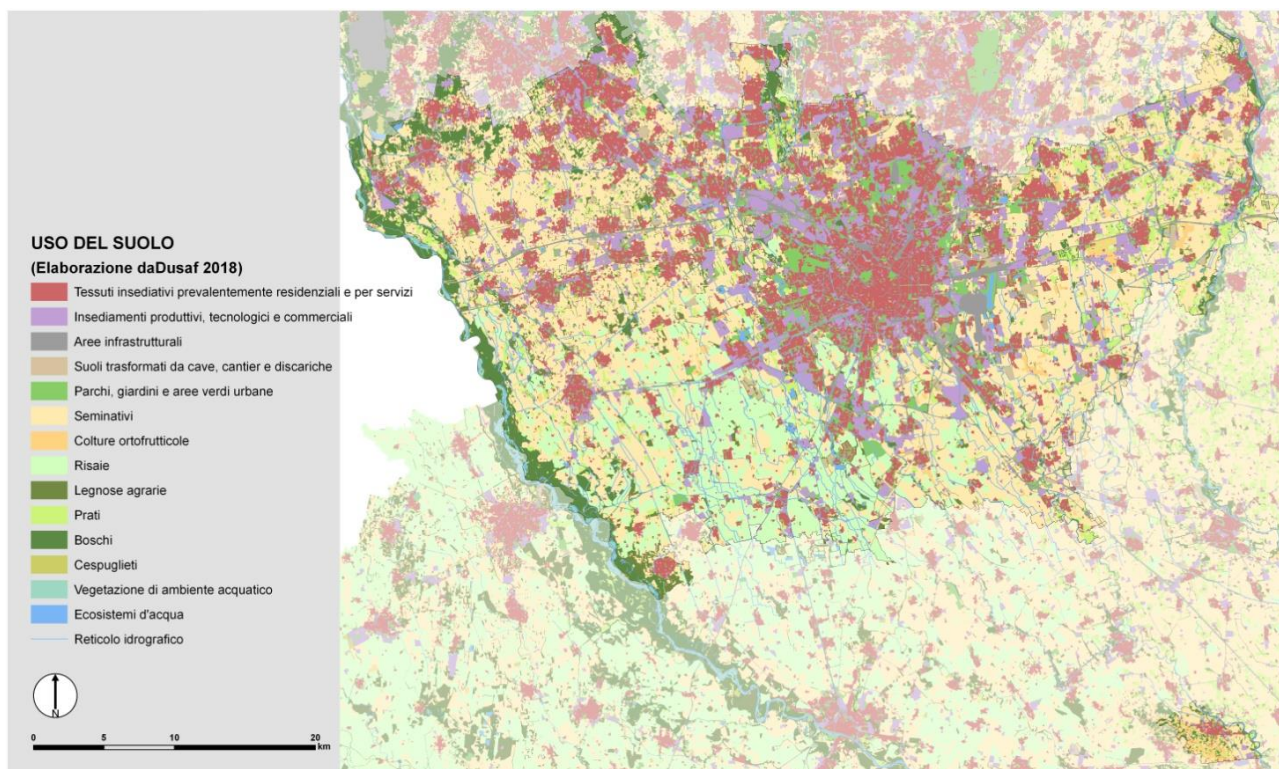 USO DEL SUOLO
(Elaborazione daDusaf 2018)
Tessuti insediativi prevalentemente residenziali e per servizi
Insediamenti produttivi, tecnologici e commerciali
Aree infrastrutturali
Suoli trasformati da cave, cantier e discariche
Parchi, giardini e aree verdi urbane
Seminativi
Colture ortofrutticole
Risaie
Legnose agrarie
Prati
Boschi
Cespuglieti
Vegetazione di ambiente acquatico
Ecosistemi d'acqua
Reticolo idrografico
N
0 5 10 20
km